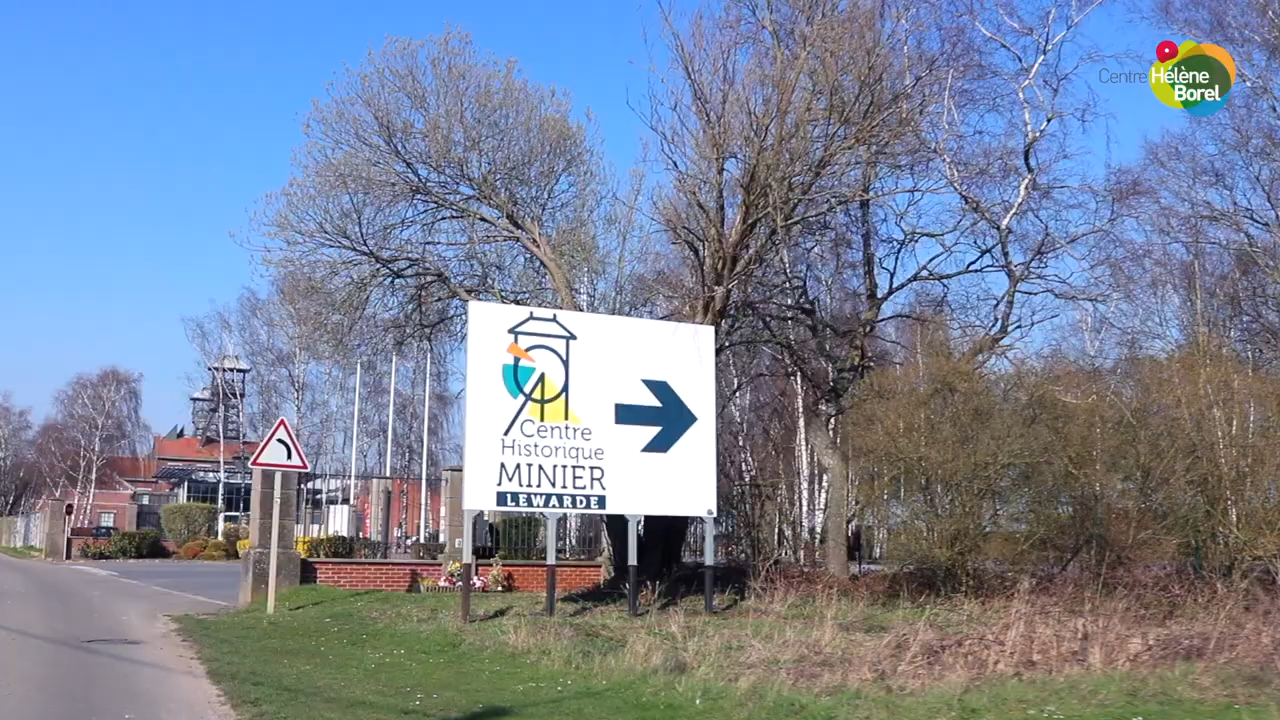 Centre
Hélène
Borel
Centre
Historique
MINIER
LEWARDE